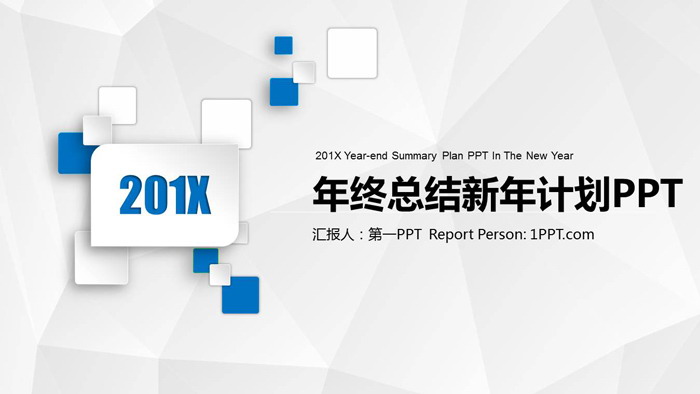 201X
201X Year-end Summary Plan PPT In The New Year
年终总结新年计划PPT
汇报人：第一PPT Report Person: 1PPT.com